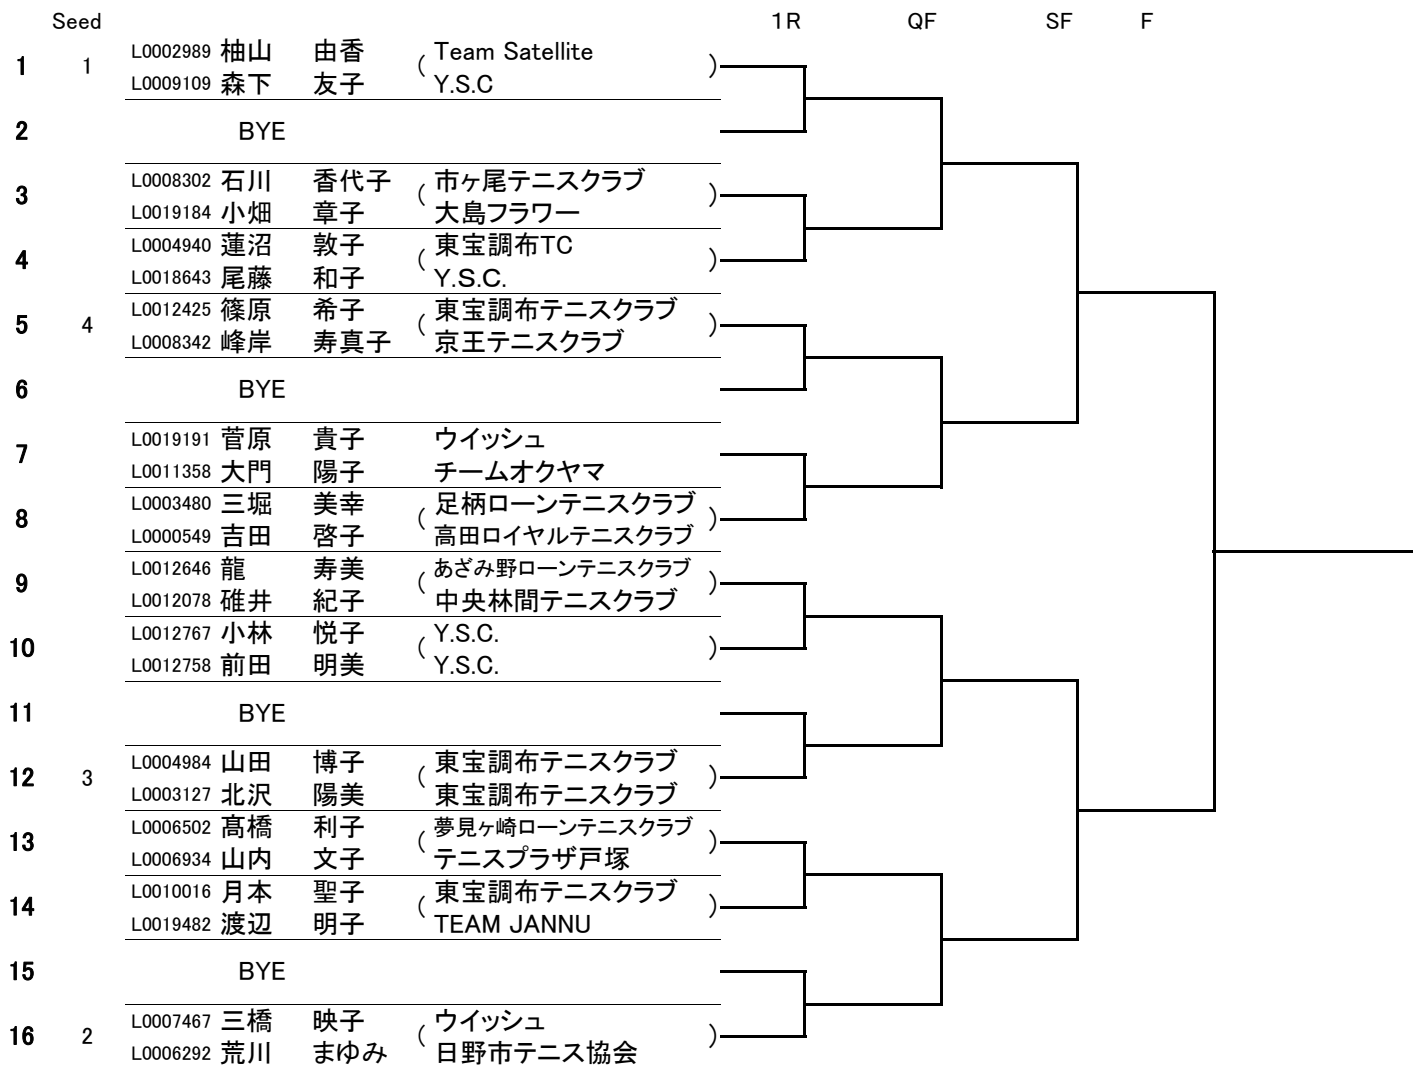 Seed 1R QF SF F
1 1 L0002989 柚山 由香 ( Team Satellite )
L0009109 森下 友子 Y.S.C
2 BYE
3 L0008302 石川 香代子 ( 市ヶ尾テニスクラブ )
L0019184 小畑 章子 大島フラワー
4 L0004940 蓮沼 敦子 ( 東宝調布TC )
L0018643 尾藤 和子 Y.S.C.
5 4 L0012425 篠原 希子 ( 東宝調布テニスクラブ )
L0008342 峰岸 寿真子 京王テニスクラブ
6 BYE
7 L0019191 菅原 貴子 ウイッシュ
L0011358 大門 陽子 チームオクヤマ
8 L0003480 三堀 美幸 ( 足柄ローンテニスクラブ )
L0000549 吉田 啓子 高田ロイヤルテニスクラブ
9 L0012646 龍 寿美 ( あざみ野ローンテニスクラブ )
L0012078 碓井 紀子 中央林間テニスクラブ
10 L0012767 小林 悦子 ( Y.S.C. )
L0012758 前田 明美 Y.S.C.
11 BYE
12 3 L0004984 山田 博子 ( 東宝調布テニスクラブ )
L0003127 北沢 陽美 東宝調布テニスクラブ
13 L0006502 髙橋 利子 ( 夢見ヶ崎ローンテニスクラブ )
L0006934 山内 文子 テニスプラザ戸塚
14 L0010016 月本 聖子 ( 東宝調布テニスクラブ )
L0019482 渡辺 明子 TEAM JANNU
15 BYE
16 2 L0007467 三橋 映子 ( ウイッシュ )
L0006292 荒川 まゆみ 日野市テニス協会